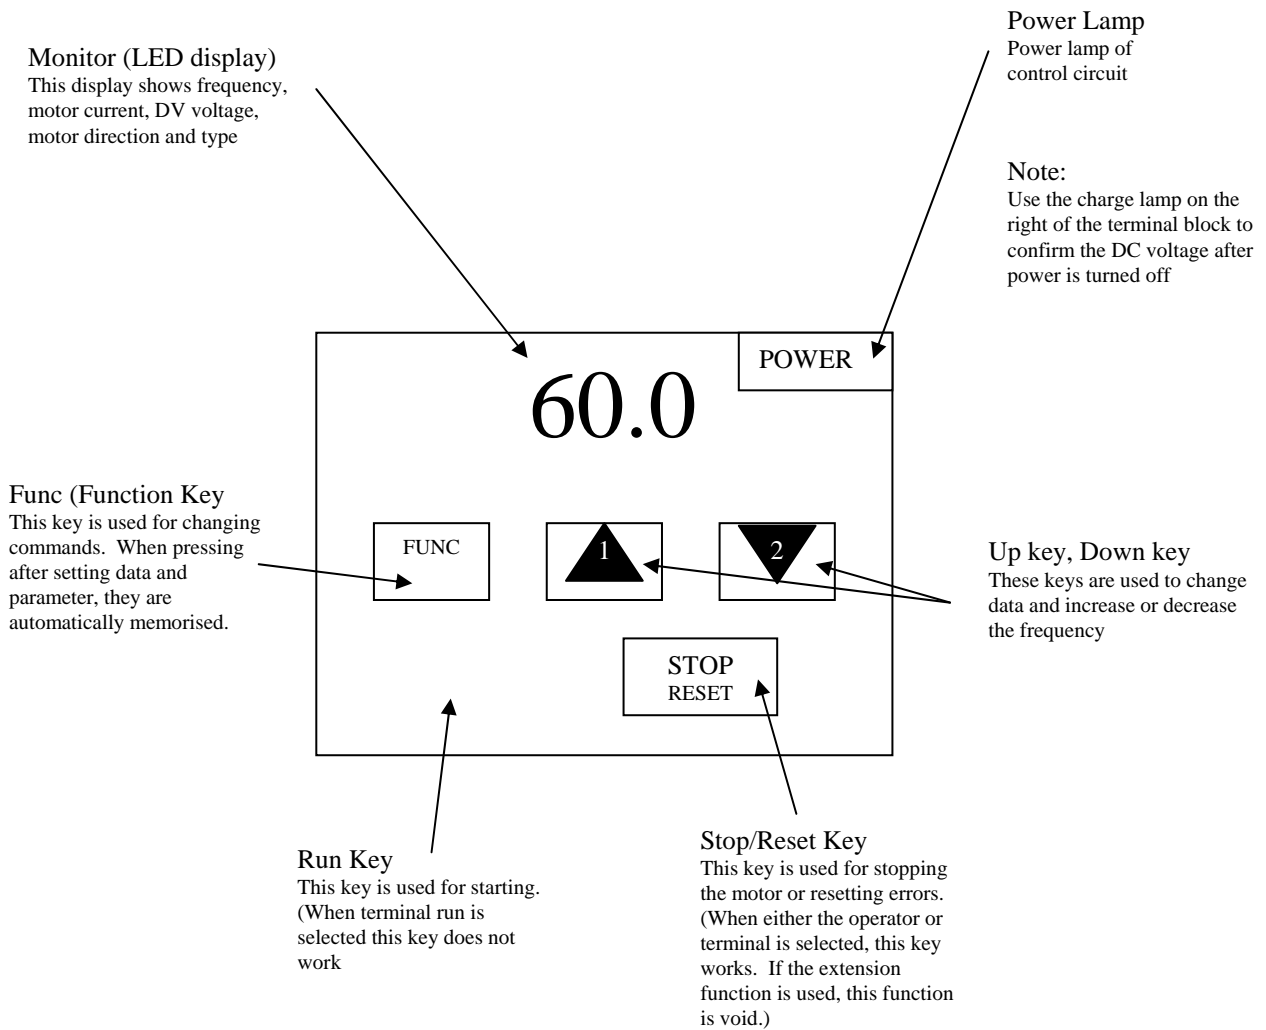 Power Lamp
Power lamp of
control circuit
Monitor (LED display)
This display shows frequency,
motor current, DV voltage,
motor direction and type
Note:
Use the charge lamp on the
right of the terminal block to
confirm the DC voltage after
power is turned off
POWER
60.0
Func (Function Key
This key is used for changing
commands.  When pressing
after setting data and
parameter, they are
automatically memorised.
FUNC
1
2
Up key, Down key
These keys are used to change
data and increase or decrease
the frequency
STOP
RESET
Run Key
This key is used for starting.
(When terminal run is
selected this key does not
work
Stop/Reset Key
This key is used for stopping
the motor or resetting errors.
(When either the operator or
terminal is selected, this key
works.  If the extension
function is used, this function
is void.)